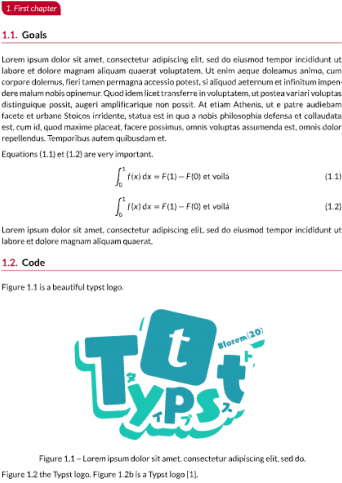 1. First chapter
1.1. Goals
Lorem ipsum dolor sit amet, consectetur adipiscing elit, sed do eiusmod tempor incididunt ut
labore et dolore magnam aliquam quaerat voluptatem. Ut enim aeque doleamus animo, cum
corpore dolemus, fieri tamen permagna accessio potest, si aliquod aeternum et infinitum impen-
dere malum nobis opinemur. Quod idem licet transferre in voluptatem, ut postea variari voluptas
distinguique possit, augeri amplificarique non possit. At etiam Athenis, ut e patre audiebam
facete et urbane Stoicos irridente, statua est in quo a nobis philosophia defensa et collaudata
est, cum id, quod maxime placeat, facere possimus, omnis voluptas assumenda est, omnis dolor
repellendus. Temporibus autem quibusdam et.
Equations (1.1) et (1.2) are very important.
∫₀¹ f(x) dx = F(1) − F(0) et voilà (1.1)
∫₀¹ f(x) dx = F(1) − F(0) et voilà (1.2)
Lorem ipsum dolor sit amet, consectetur adipiscing elit, sed do eiusmod tempor incididunt ut
labore et dolore magnam aliquam quaerat.
1.2. Code
Figure 1.1 is a beautiful typst logo.
t
#lorem(20)
Typst
タイプスト
Figure 1.1 – Lorem ipsum dolor sit amet, consectetur adipiscing elit, sed do.
Figure 1.2 the Typst logo. Figure 1.2b is a Typst logo [1].